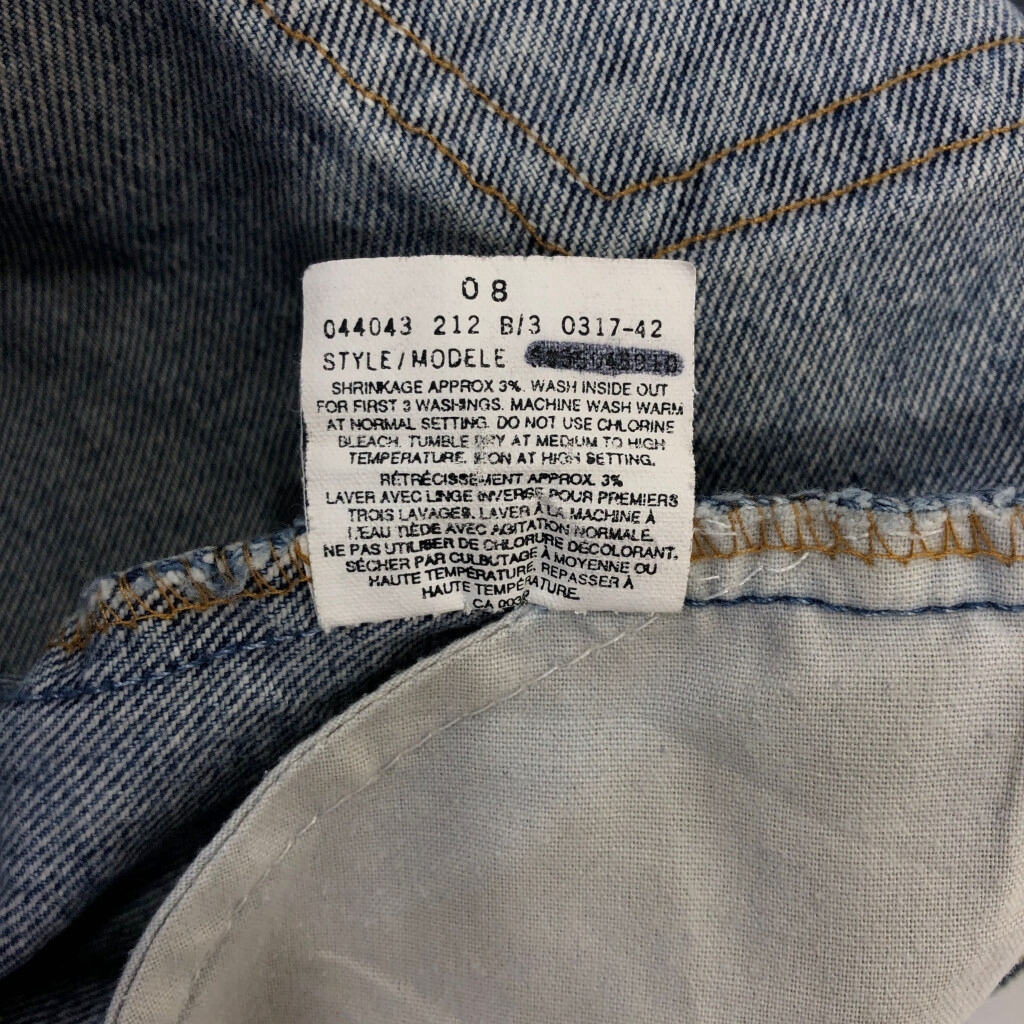 08
044043 212 B/3 0317-42
STYLE/MODELE
SHRINKAGE APPROX 3%. WASH INSIDE OUT
FOR FIRST 3 WASHINGS. MACHINE WASH WARM
AT NORMAL SETTING. DO NOT USE CHLORINE
BLEACH. TUMBLE DRY AT MEDIUM TO HIGH
TEMPERATURE. IRON AT HIGH SETTING.
RÉTRÉCISSEMENT APPROX. 3%
LAVER AVEC LINGE INVERSÉ POUR PREMIERS
TROIS LAVAGES. LAVER À LA MACHINE À
L'EAU TIÈDE AVEC AGITATION NORMALE.
NE PAS UTILISER DE CHLORURE DÉCOLORANT.
SÉCHER PAR CULBUTAGE À MOYENNE OU
HAUTE TEMPÉRATURE. REPASSER À
HAUTE TEMPÉRATURE.
CA